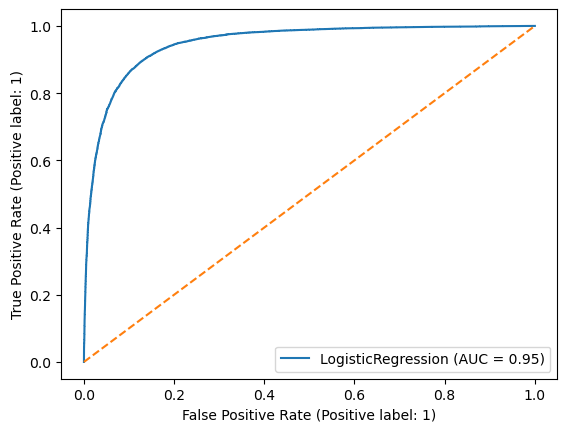 1.0
0.8
0.6
0.4
0.2
0.0
True Positive Rate (Positive label: 1)
LogisticRegression (AUC = 0.95)
0.0 0.2 0.4 0.6 0.8 1.0
False Positive Rate (Positive label: 1)